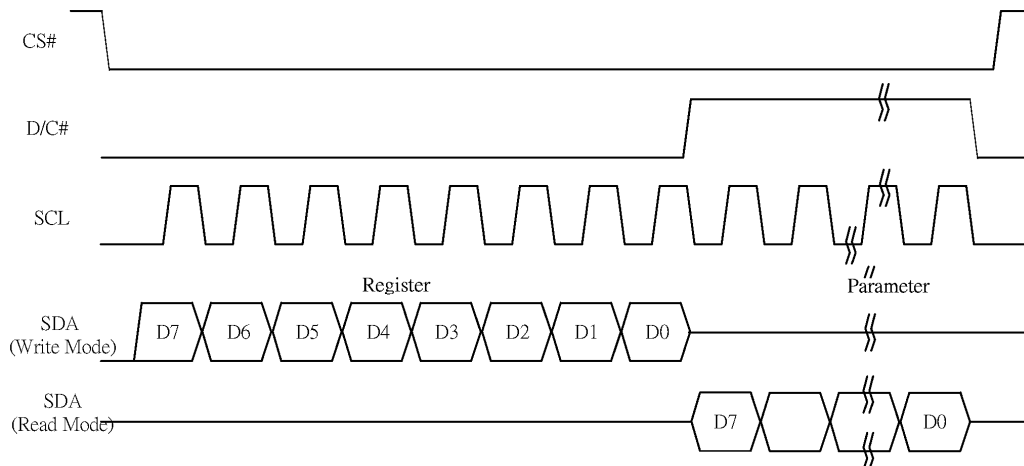 CS#
D/C#
SCL
Register Parameter
SDA
(Write Mode)
D7 D6 D5 D4 D3 D2 D1 D0
SDA
(Read Mode)
D7 D0